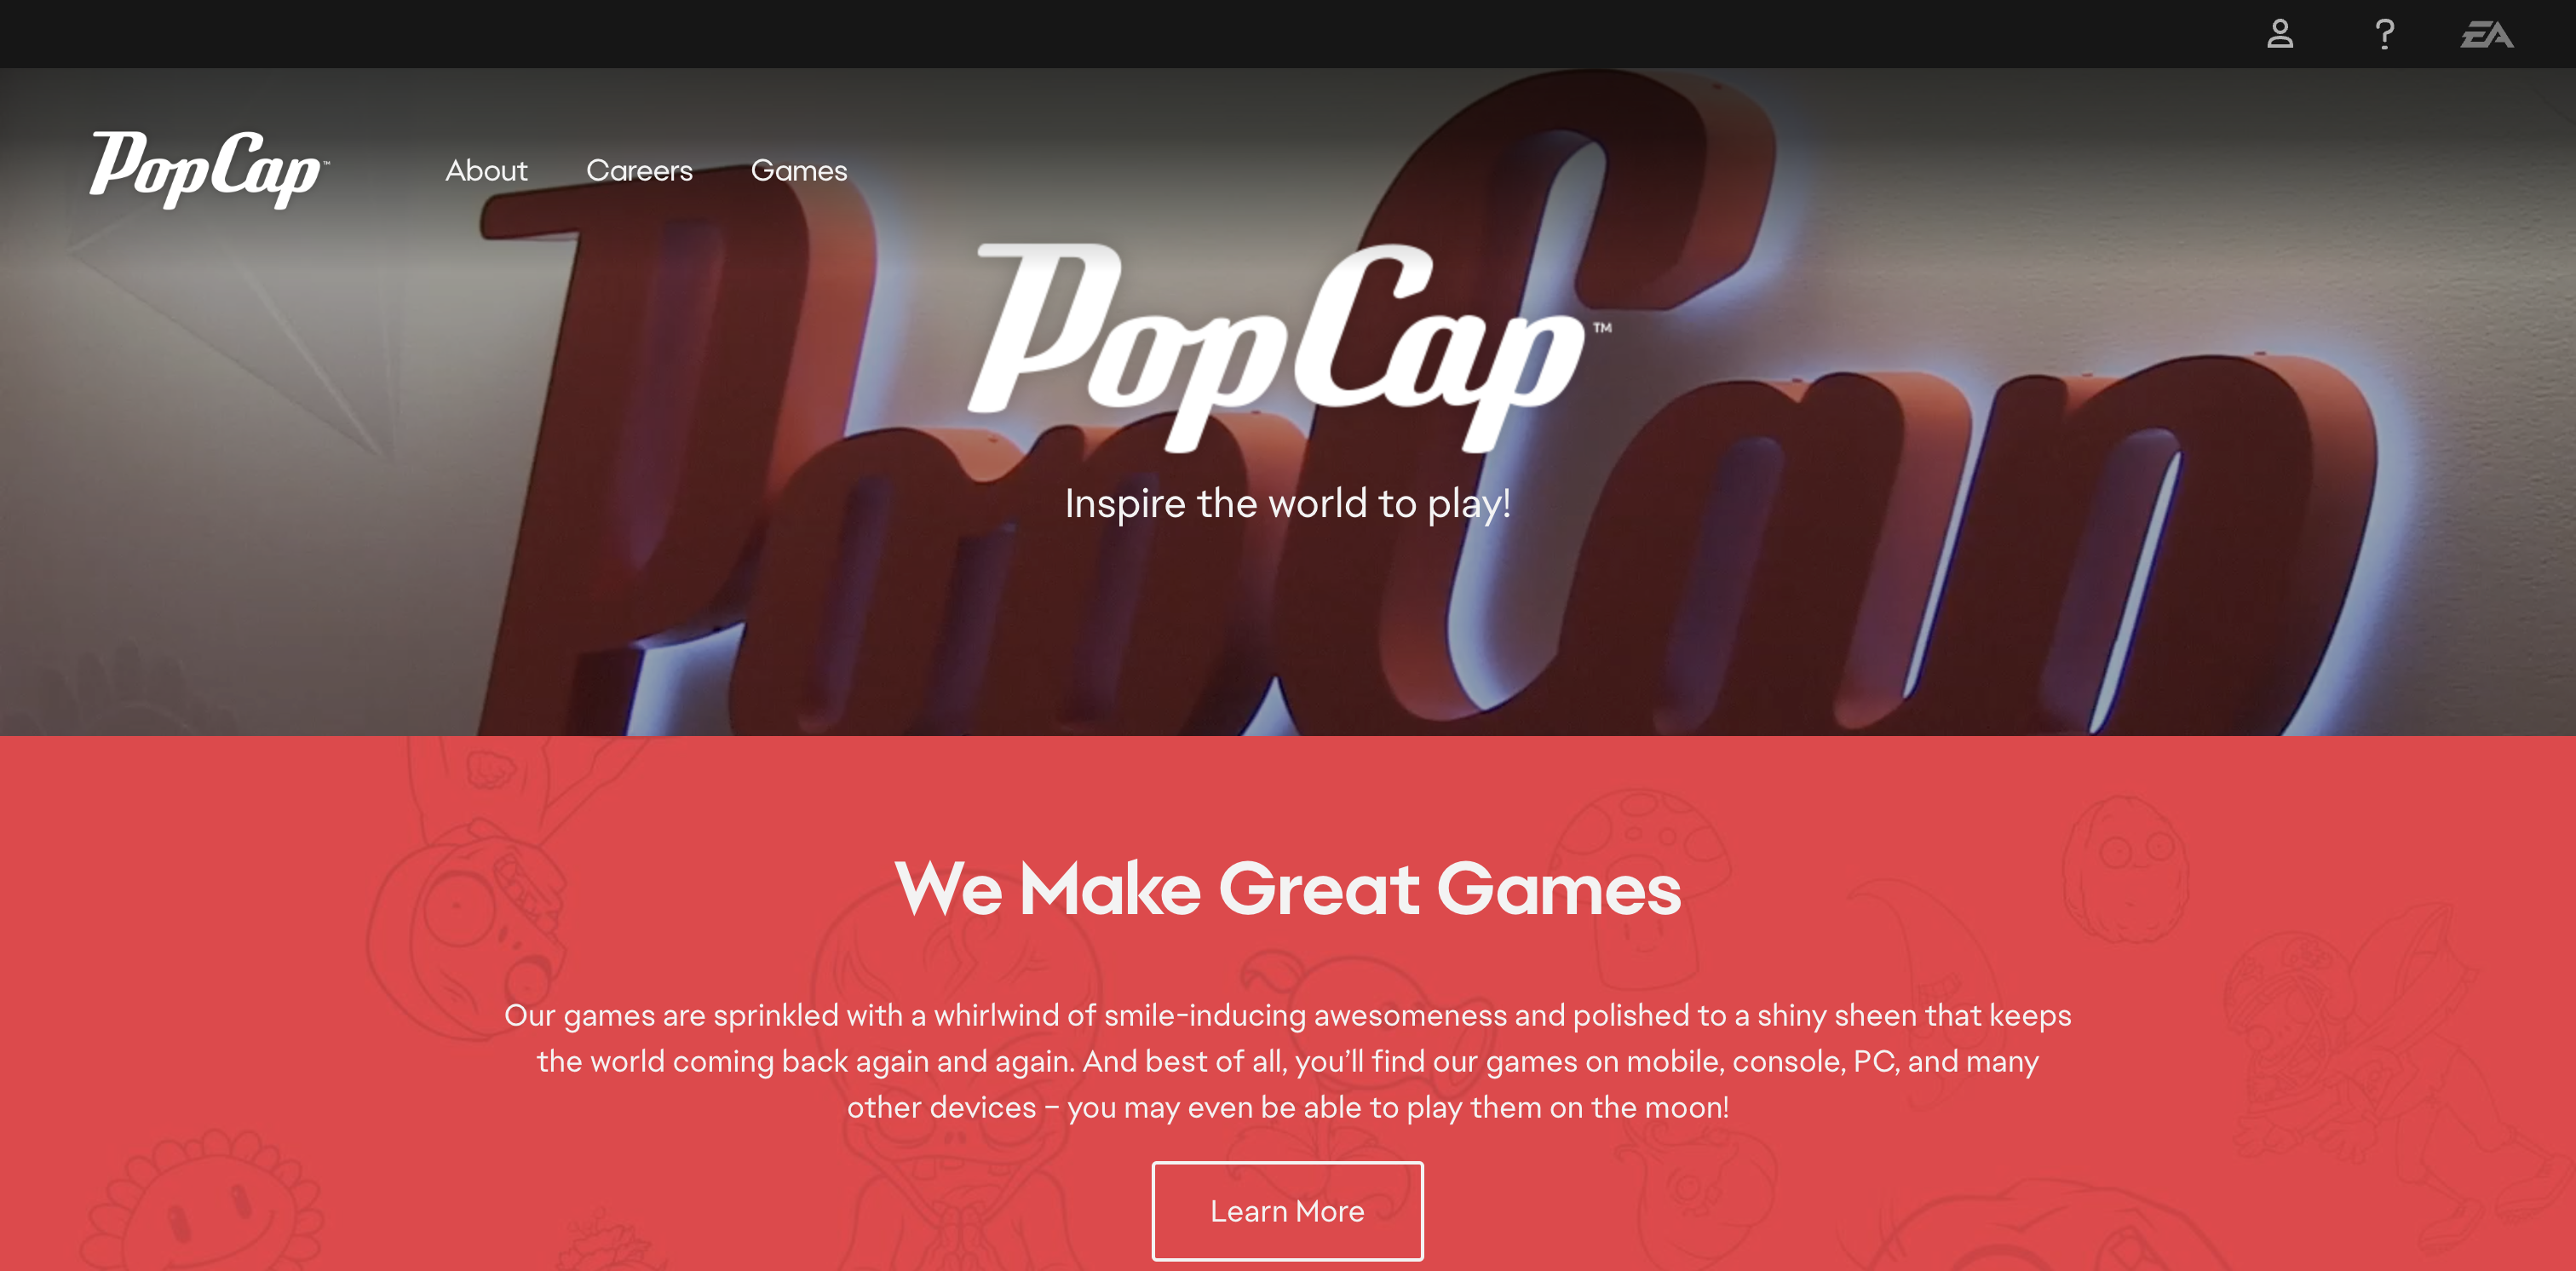 EA
PopCap™
About
Careers
Games
PopCap
PopCap™
Inspire the world to play!
We Make Great Games
Our games are sprinkled with a whirlwind of smile-inducing awesomeness and polished to a shiny sheen that keeps
the world coming back again and again. And best of all, you’ll find our games on mobile, console, PC, and many
other devices – you may even be able to play them on the moon!
Learn More